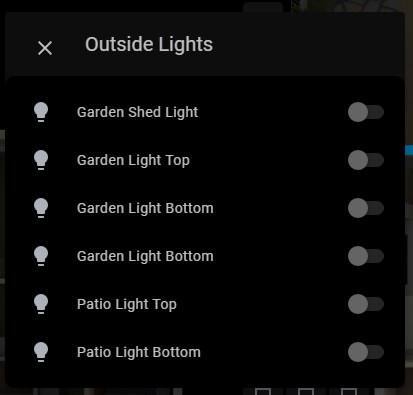 Outside Lights
Garden Shed Light
Garden Light Top
Garden Light Bottom
Garden Light Bottom
Patio Light Top
Patio Light Bottom